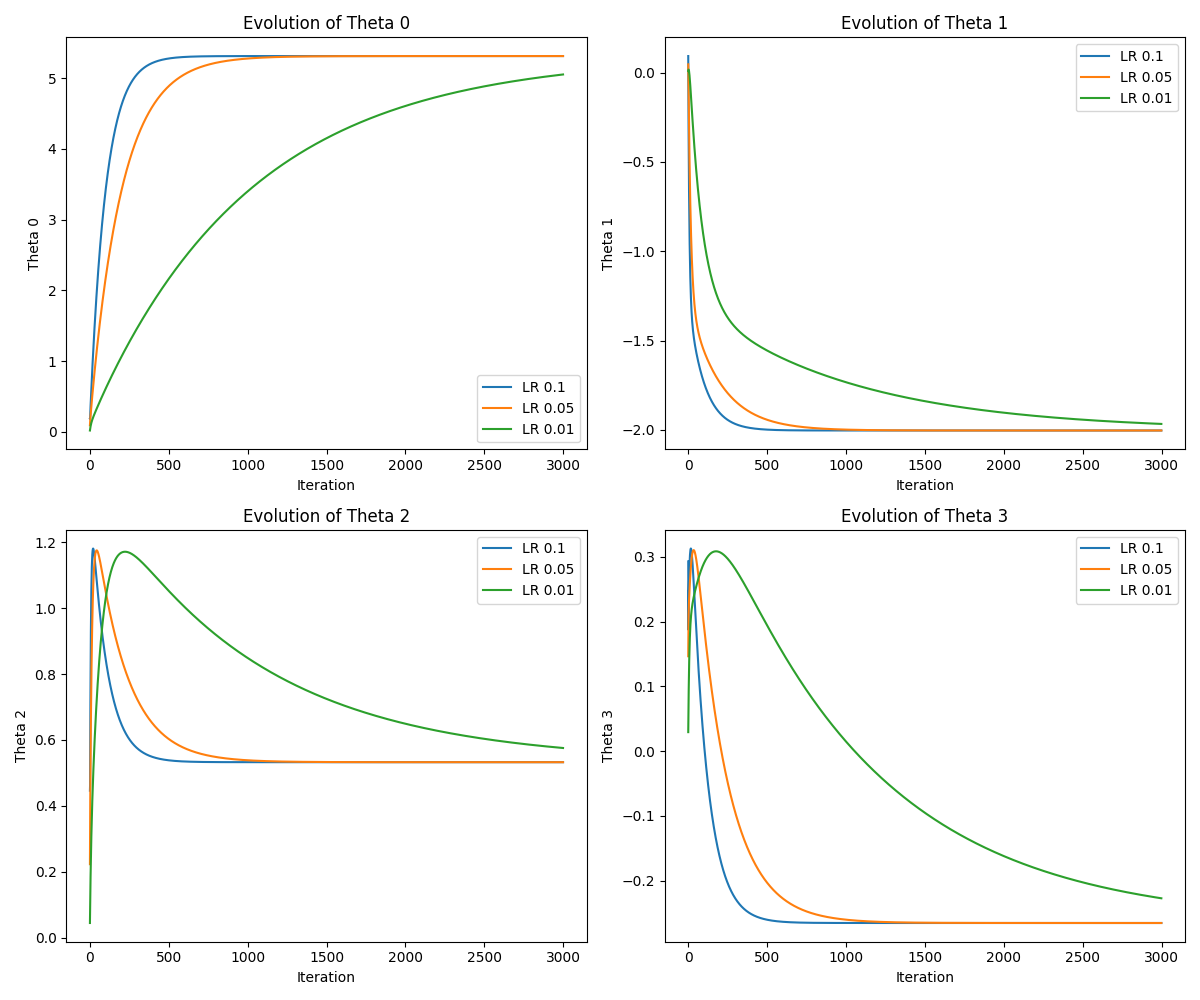 Evolution of Theta 0
Theta 0
5
4
3
2
1
0
LR 0.1
LR 0.05
LR 0.01
0 500 1000 1500 2000 2500 3000
Iteration
Evolution of Theta 1
Theta 1
0.0
−0.5
−1.0
−1.5
−2.0
LR 0.1
LR 0.05
LR 0.01
0 500 1000 1500 2000 2500 3000
Iteration
Evolution of Theta 2
Theta 2
1.2
1.0
0.8
0.6
0.4
0.2
0.0
LR 0.1
LR 0.05
LR 0.01
0 500 1000 1500 2000 2500 3000
Iteration
Evolution of Theta 3
Theta 3
0.3
0.2
0.1
0.0
−0.1
−0.2
LR 0.1
LR 0.05
LR 0.01
0 500 1000 1500 2000 2500 3000
Iteration